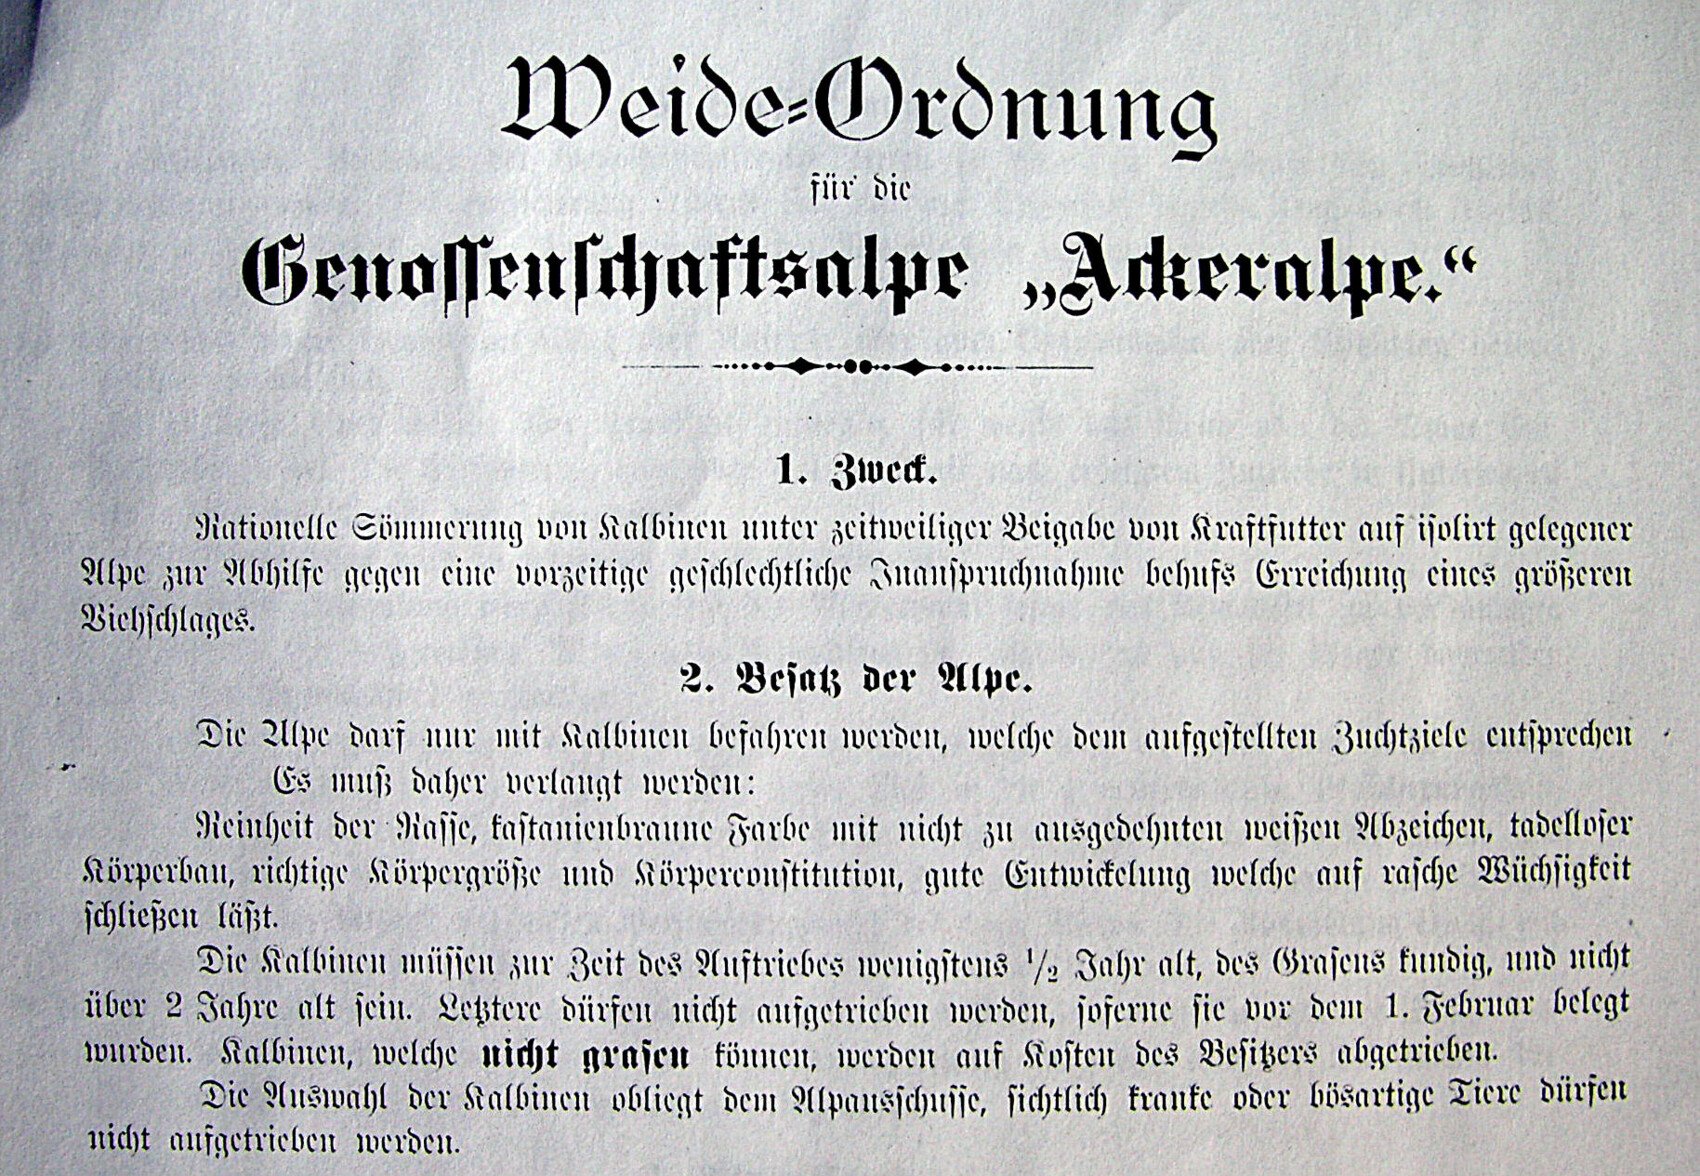 Weide-Ordnung
für die
Genossenschaftsalpe „Ackeralpe.“
1. Zweck.
Rationelle Sömmerung von Kalbinen unter zeitweiliger Beigabe von Kraftfutter auf isolirt gelegener
Alpe zur Abhilfe gegen eine vorzeitige geschlechtliche Inanspruchnahme behufs Erreichung eines größeren
Viehschlages.
2. Besatz der Alpe.
Die Alpe darf nur mit Kalbinen befahren werden, welche dem aufgestellten Zuchtziele entsprechen
Es muß daher verlangt werden:
Reinheit der Rasse, kastanienbraune Farbe mit nicht zu ausgedehnten weißen Abzeichen, tadelloser
Körperbau, richtige Körpergröße und Körperconstitution, gute Entwickelung welche auf rasche Wüchsigkeit
schließen läßt.
Die Kalbinen müssen zur Zeit des Auftriebes wenigstens 1/2 Jahr alt, des Grasens kundig, und nicht
über 2 Jahre alt sein. Letztere dürfen nicht aufgetrieben werden, soferne sie vor dem 1. Februar belegt
wurden. Kalbinen, welche nicht grasen können, werden auf Kosten des Besitzers abgetrieben.
Die Auswahl der Kalbinen obliegt dem Alpausschusse, sichtlich kranke oder bösartige Tiere dürfen
nicht aufgetrieben werden.